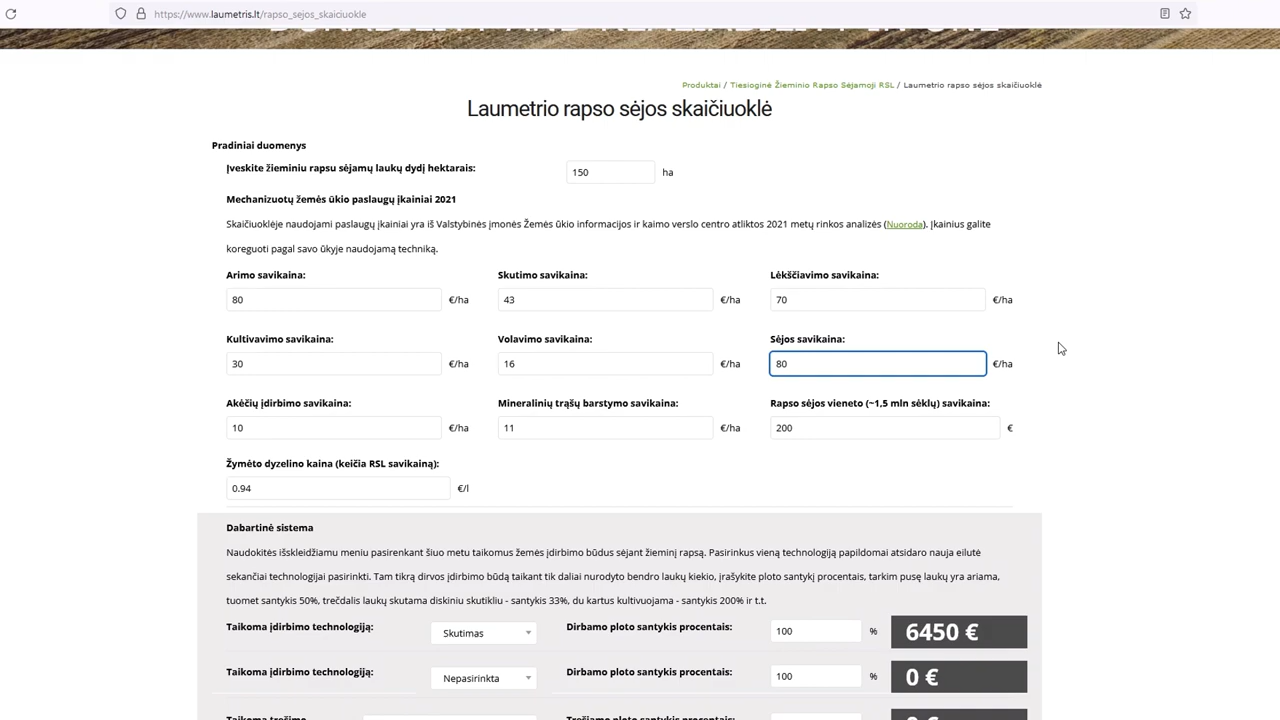 https://www.laumetris.lt/rapso_sejos_skaiciuokle
Produktai / Tiesioginė Žieminio Rapso Sėjamoji RSL / Laumetrio rapso sėjos skaičiuoklė
Laumetrio rapso sėjos skaičiuoklė
Pradiniai duomenys
Įveskite žieminiu rapsu sėjamų laukų dydį hektarais:
150 ha
Mechanizuotų žemės ūkio paslaugų įkainiai 2021
Skaičiuoklėje naudojami paslaugų įkainiai yra iš Valstybinės įmonės Žemės ūkio informacijos ir kaimo verslo centro atliktos 2021 metų rinkos analizės (Nuoroda). Įkainius galite
koreguoti pagal savo ūkyje naudojamą techniką.
Arimo savikaina: Skutimo savikaina: Lėkščiavimo savikaina:
80 €/ha 43 €/ha 70 €/ha
Kultivavimo savikaina: Volavimo savikaina: Sėjos savikaina:
30 €/ha 16 €/ha 80 €/ha
Akėčių įdirbimo savikaina: Mineralinių trąšų barstymo savikaina: Rapso sėjos vieneto (~1,5 mln sėklų) savikaina:
10 €/ha 11 €/ha 200 €
Žymėto dyzelino kaina (keičia RSL savikainą):
0.94 €/l
Dabartinė sistema
Naudokitės išskleidžiamu meniu pasirenkant šiuo metu taikomus žemės įdirbimo būdus sėjant žieminį rapsą. Pasirinkus vieną technologiją papildomai atsidaro nauja eilutė
sekančiai technologijai pasirinkti. Tam tikrą dirvos įdirbimo būdą taikant tik daliai nurodyto bendro laukų kiekio, įrašykite ploto santykį procentais, tarkim pusę laukų yra ariama,
tuomet santykis 50%, trečdalis laukų skutama diskiniu skutikliu - santykis 33%, du kartus kultivuojama - santykis 200% ir t.t.
Taikoma įdirbimo technologiją: Skutimas Dirbamo ploto santykis procentais: 100 % 6450 €
Taikoma įdirbimo technologiją: Nepasirinkta Dirbamo ploto santykis procentais: 100 % 0 €